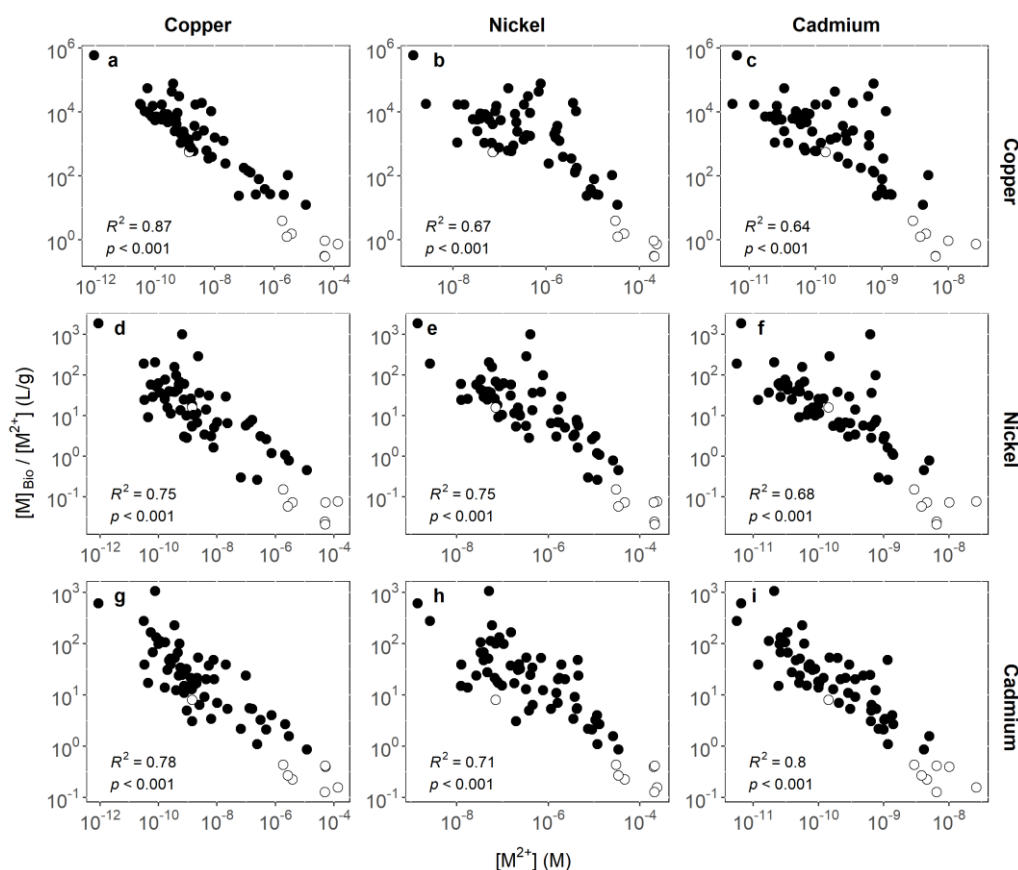 Copper Nickel Cadmium
10⁶ a b c
10⁴
10²
10⁰
R² = 0.87 R² = 0.67 R² = 0.64
p < 0.001 p < 0.001 p < 0.001
Copper
10⁻¹² 10⁻¹⁰ 10⁻⁸ 10⁻⁶ 10⁻⁴ 10⁻⁸ 10⁻⁶ 10⁻⁴ 10⁻¹¹ 10⁻¹⁰ 10⁻⁹ 10⁻⁸
[M] Bio / [M²⁺] (L/g)
10³ d e f
10²
10¹
10⁰
10⁻¹
R² = 0.75 R² = 0.75 R² = 0.68
p < 0.001 p < 0.001 p < 0.001
Nickel
10⁻¹² 10⁻¹⁰ 10⁻⁸ 10⁻⁶ 10⁻⁴ 10⁻⁸ 10⁻⁶ 10⁻⁴ 10⁻¹¹ 10⁻¹⁰ 10⁻⁹ 10⁻⁸
10³ g h i
10²
10¹
10⁰
10⁻¹
R² = 0.78 R² = 0.71 R² = 0.8
p < 0.001 p < 0.001 p < 0.001
Cadmium
10⁻¹² 10⁻¹⁰ 10⁻⁸ 10⁻⁶ 10⁻⁴ 10⁻⁸ 10⁻⁶ 10⁻⁴ 10⁻¹¹ 10⁻¹⁰ 10⁻⁹ 10⁻⁸
[M²⁺] (M)